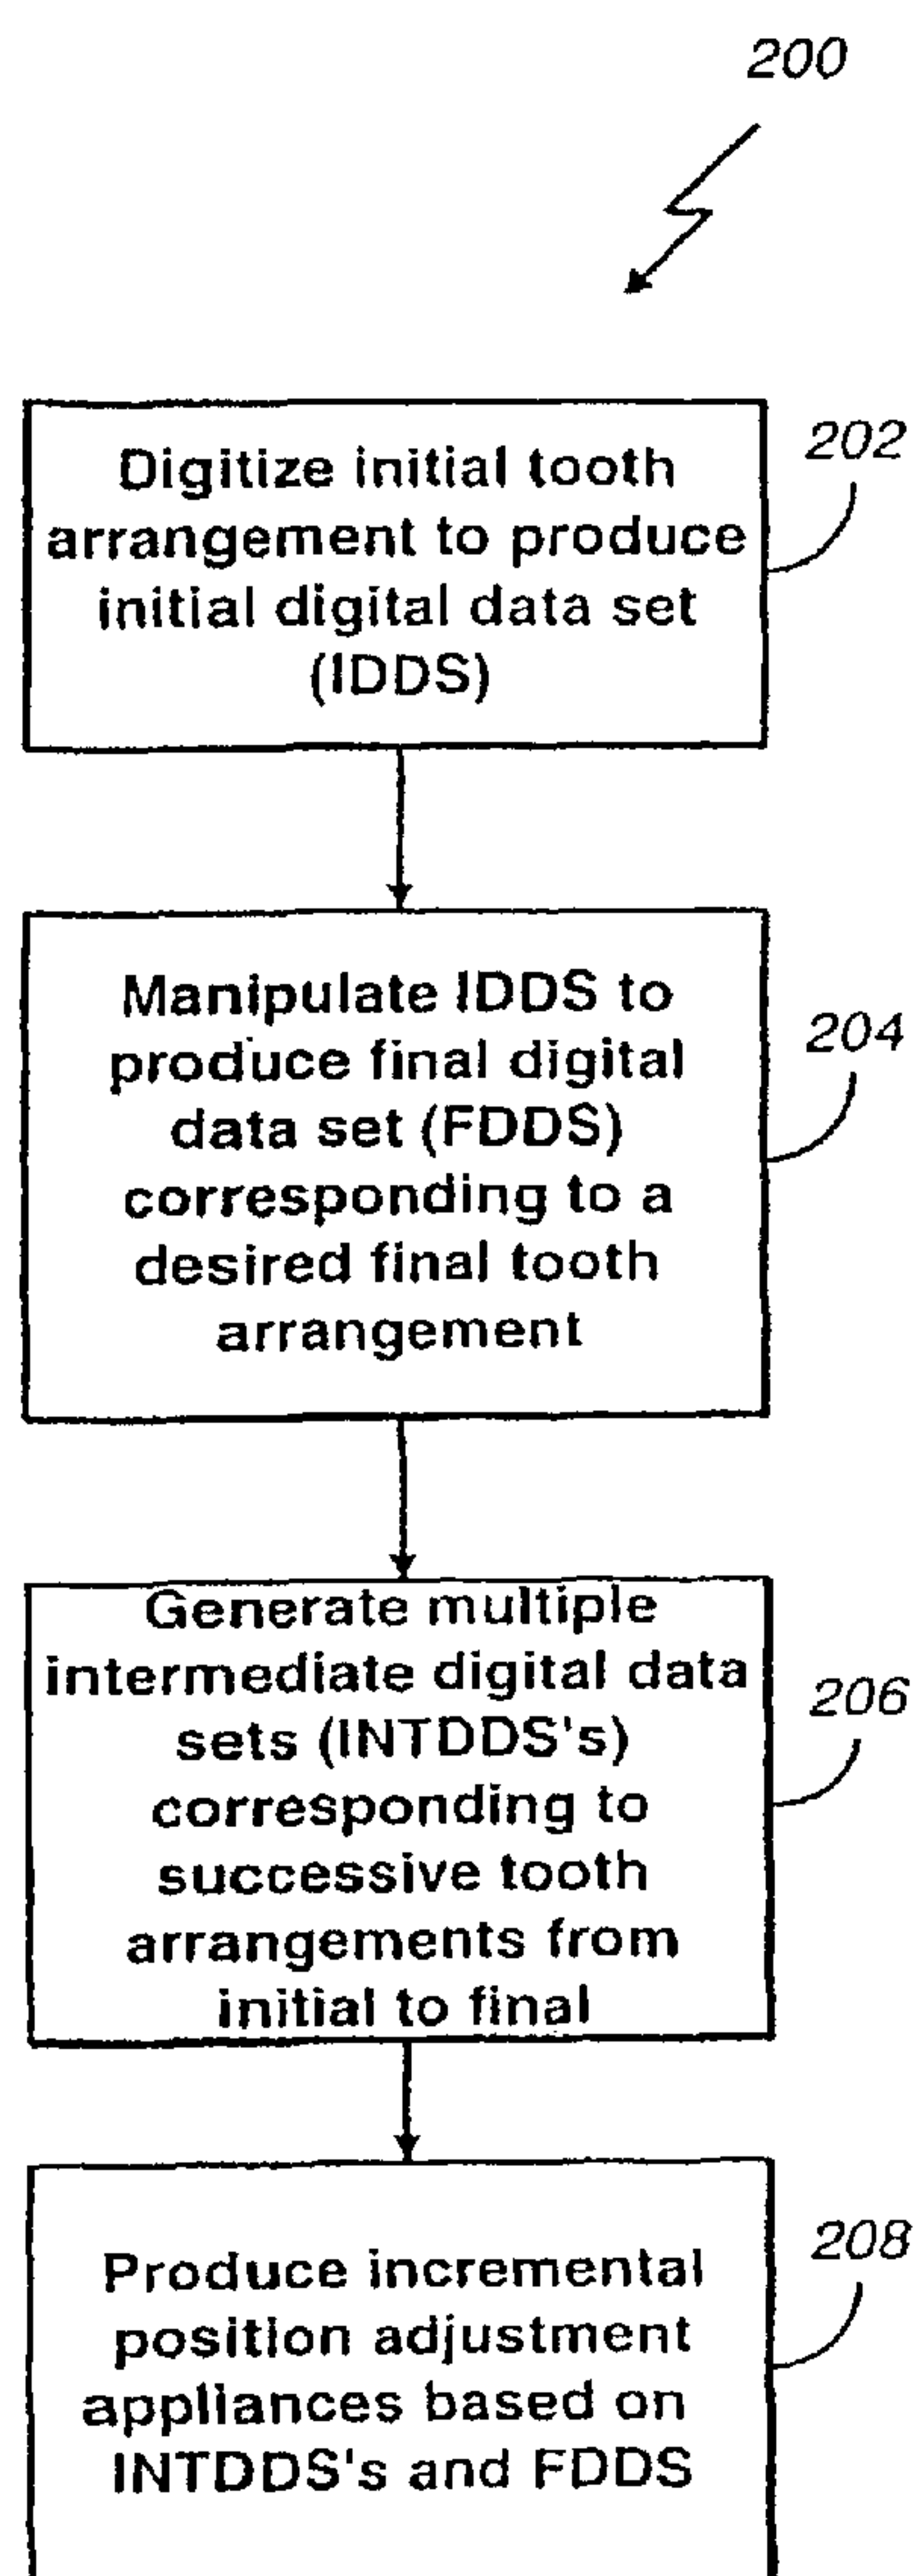 200
202
Digitize initial tooth
arrangement to produce
initial digital data set
(IDDS)
204
Manipulate IDDS to
produce final digital
data set (FDDS)
corresponding to a
desired final tooth
arrangement
206
Generate multiple
intermediate digital data
sets (INTDDS's)
corresponding to
successive tooth
arrangements from
initial to final
208
Produce incremental
position adjustment
appliances based on
INTDDS's and FDDS